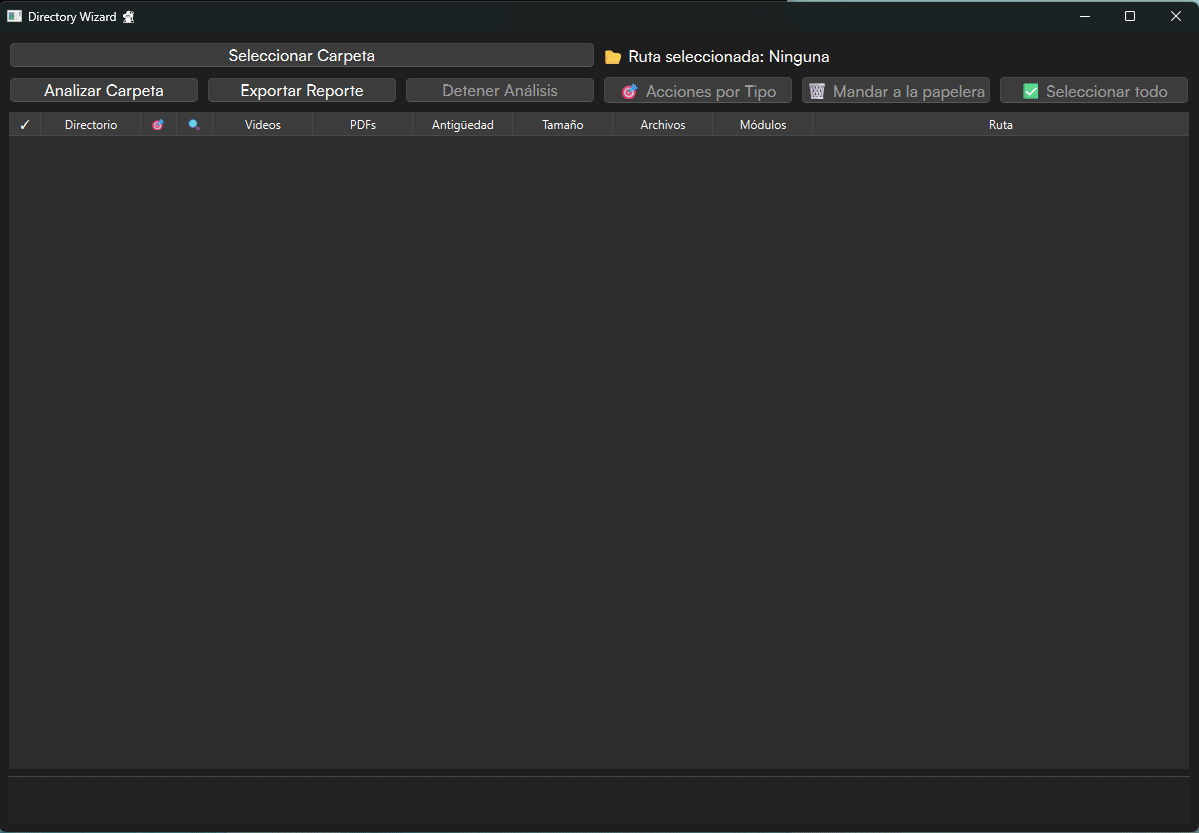 Directory Wizard
Seleccionar Carpeta
Ruta seleccionada: Ninguna
Analizar Carpeta
Exportar Reporte
Detener Análisis
Acciones por Tipo
Mandar a la papelera
Seleccionar todo
✓ Directorio Videos PDFs Antigüedad Tamaño Archivos Módulos Ruta